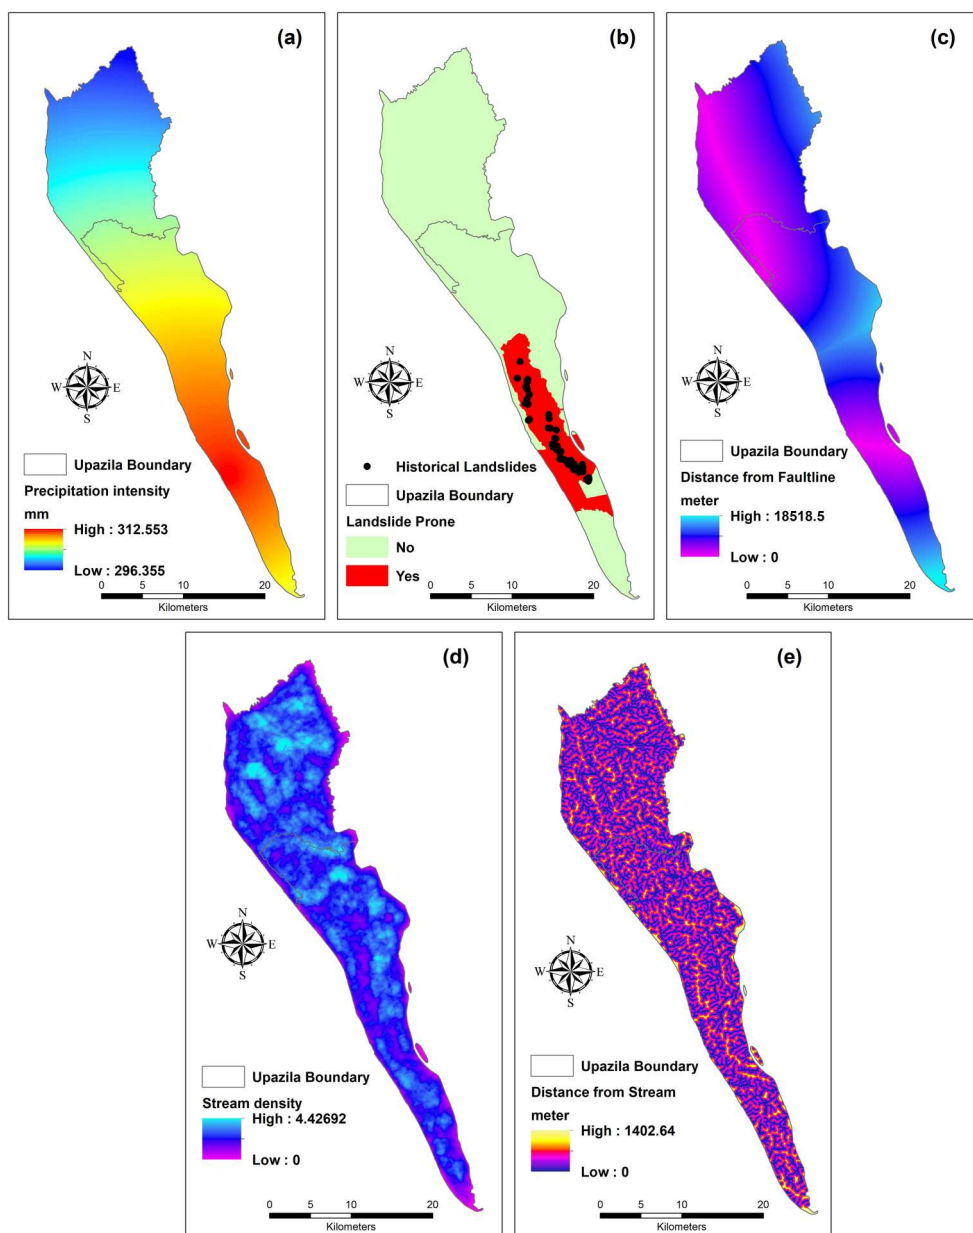 (a)
N
W E
S
Upazila Boundary
Precipitation intensity
mm
High : 312.553
Low : 296.355
0 5 10 20
Kilometers
(b)
N
W E
S
Historical Landslides
Upazila Boundary
Landslide Prone
No
Yes
0 5 10 20
Kilometers
(c)
N
W E
S
Upazila Boundary
Distance from Faultline
meter
High : 18518.5
Low : 0
0 5 10 20
Kilometers
(d)
N
W E
S
Upazila Boundary
Stream density
High : 4.42692
Low : 0
0 5 10 20
Kilometers
(e)
N
W E
S
Upazila Boundary
Distance from Stream
meter
High : 1402.64
Low : 0
0 5 10 20
Kilometers